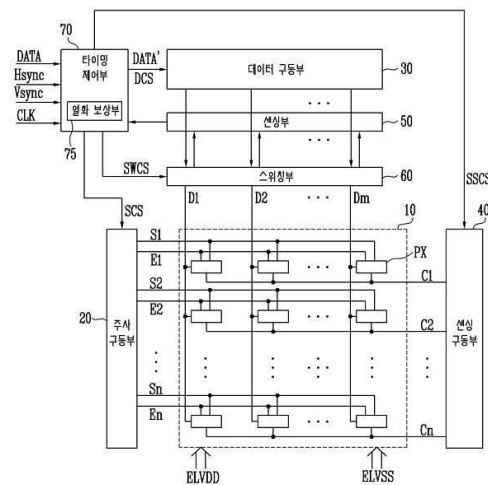 70
타이밍
제어부
열화 보상부
75
DATA
Hsync
Vsync
CLK
DATA'
DCS
데이터 구동부
30
센싱부
50
SWCS
스위칭부
60
SCS
SSCS
D1
D2
Dm
10
40
PX
20
주사
구동부
센싱
구동부
S1
E1
C1
S2
E2
C2
Sn
En
Cn
ELVDD
ELVSS